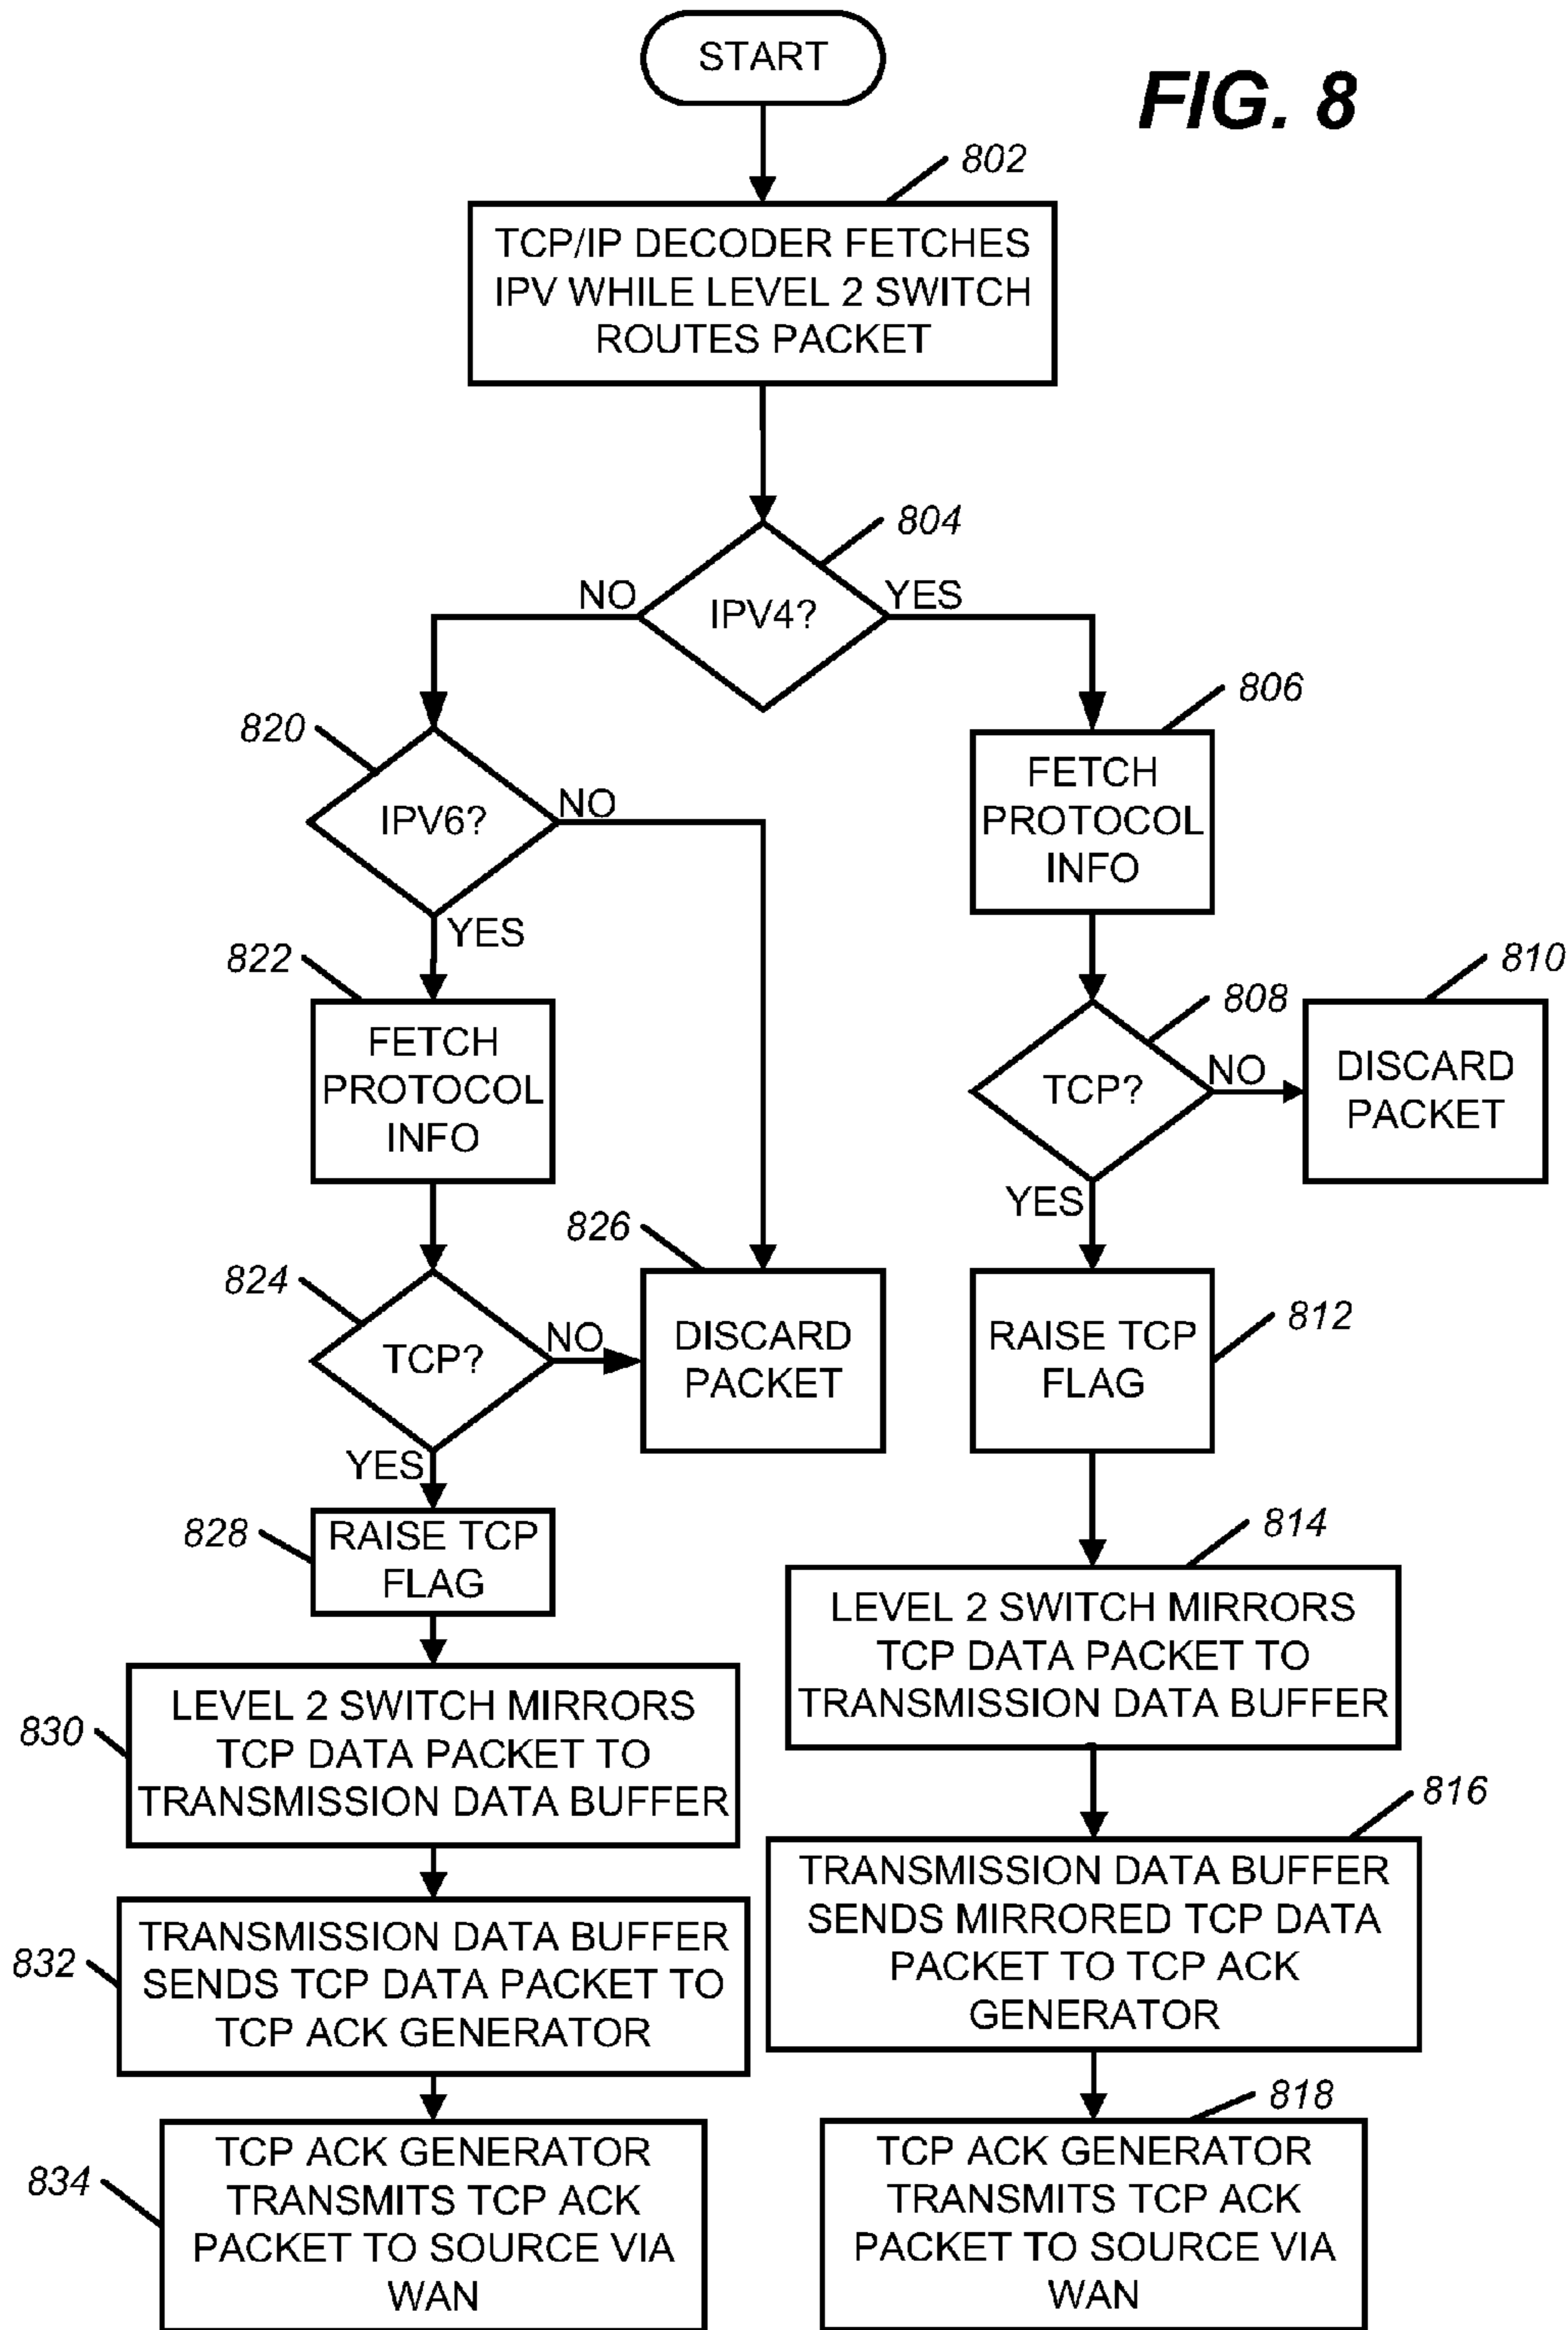 START
FIG. 8
802
TCP/IP DECODER FETCHES
IPV WHILE LEVEL 2 SWITCH
ROUTES PACKET
804
NO
YES
IPV4?
806
820
FETCH
PROTOCOL
INFO
NO
IPV6?
YES
822
810
808
FETCH
PROTOCOL
INFO
NO
TCP?
DISCARD
PACKET
YES
826
824
812
NO
TCP?
DISCARD
PACKET
RAISE TCP
FLAG
YES
828
RAISE TCP
FLAG
814
LEVEL 2 SWITCH MIRRORS
TCP DATA PACKET TO
TRANSMISSION DATA BUFFER
830
LEVEL 2 SWITCH MIRRORS
TCP DATA PACKET TO
TRANSMISSION DATA BUFFER
816
TRANSMISSION DATA BUFFER
SENDS MIRRORED TCP DATA
PACKET TO TCP ACK
GENERATOR
832
TRANSMISSION DATA BUFFER
SENDS TCP DATA PACKET TO
TCP ACK GENERATOR
818
834
TCP ACK GENERATOR
TRANSMITS TCP ACK
PACKET TO SOURCE VIA
WAN
TCP ACK GENERATOR
TRANSMITS TCP ACK
PACKET TO SOURCE VIA
WAN